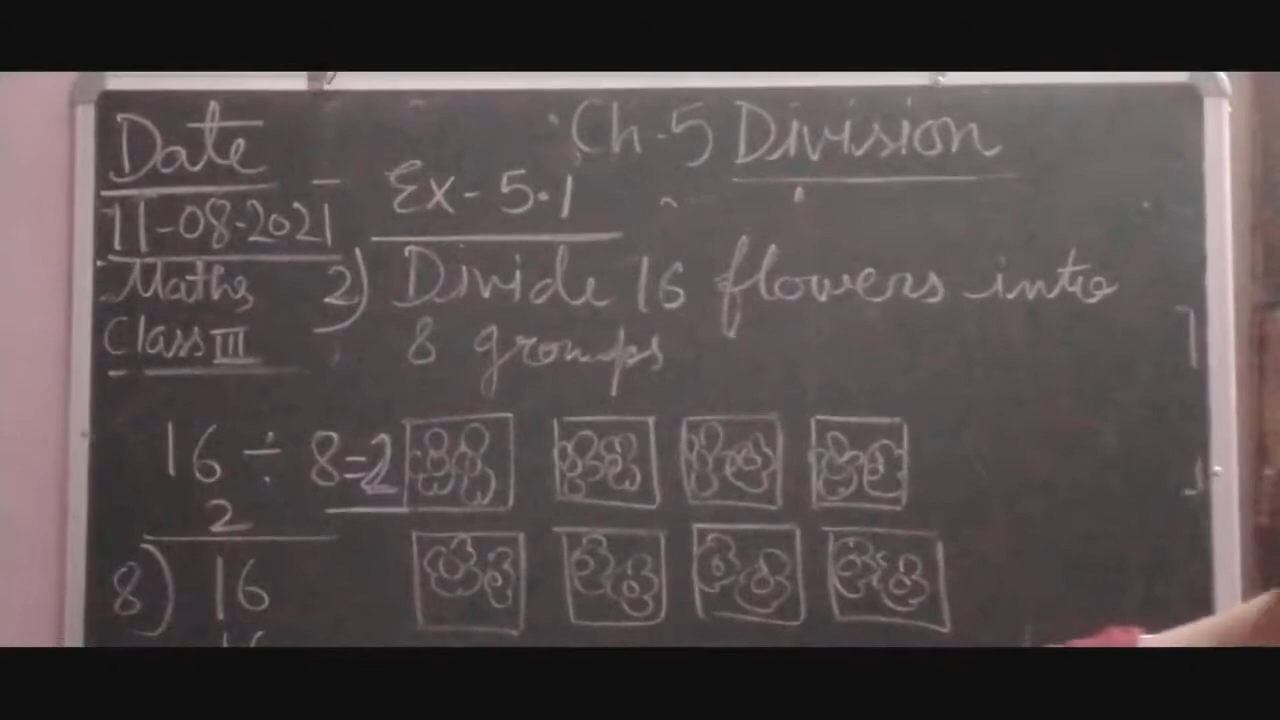 Date
Ch-5 Division
Ex-5.1
11-08-2021
Maths
2) Divide 16 flowers into
Class III
8 groups
16 ÷ 8=2
2
8) 16
16